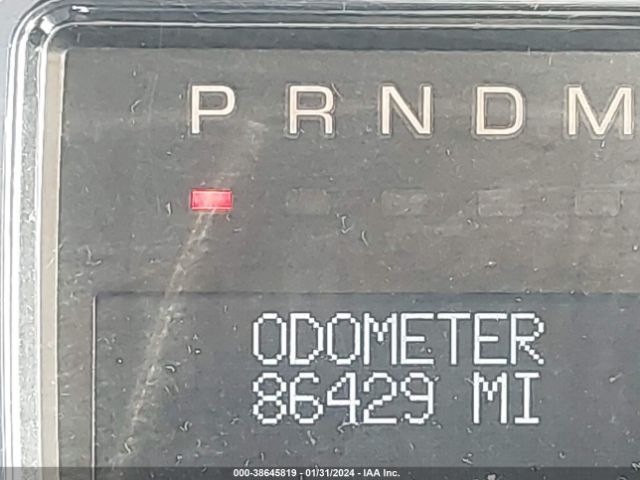 P R N D M
ODOMETER
86429 MI
000-38645819 - 01/31/2024 - IAA Inc.